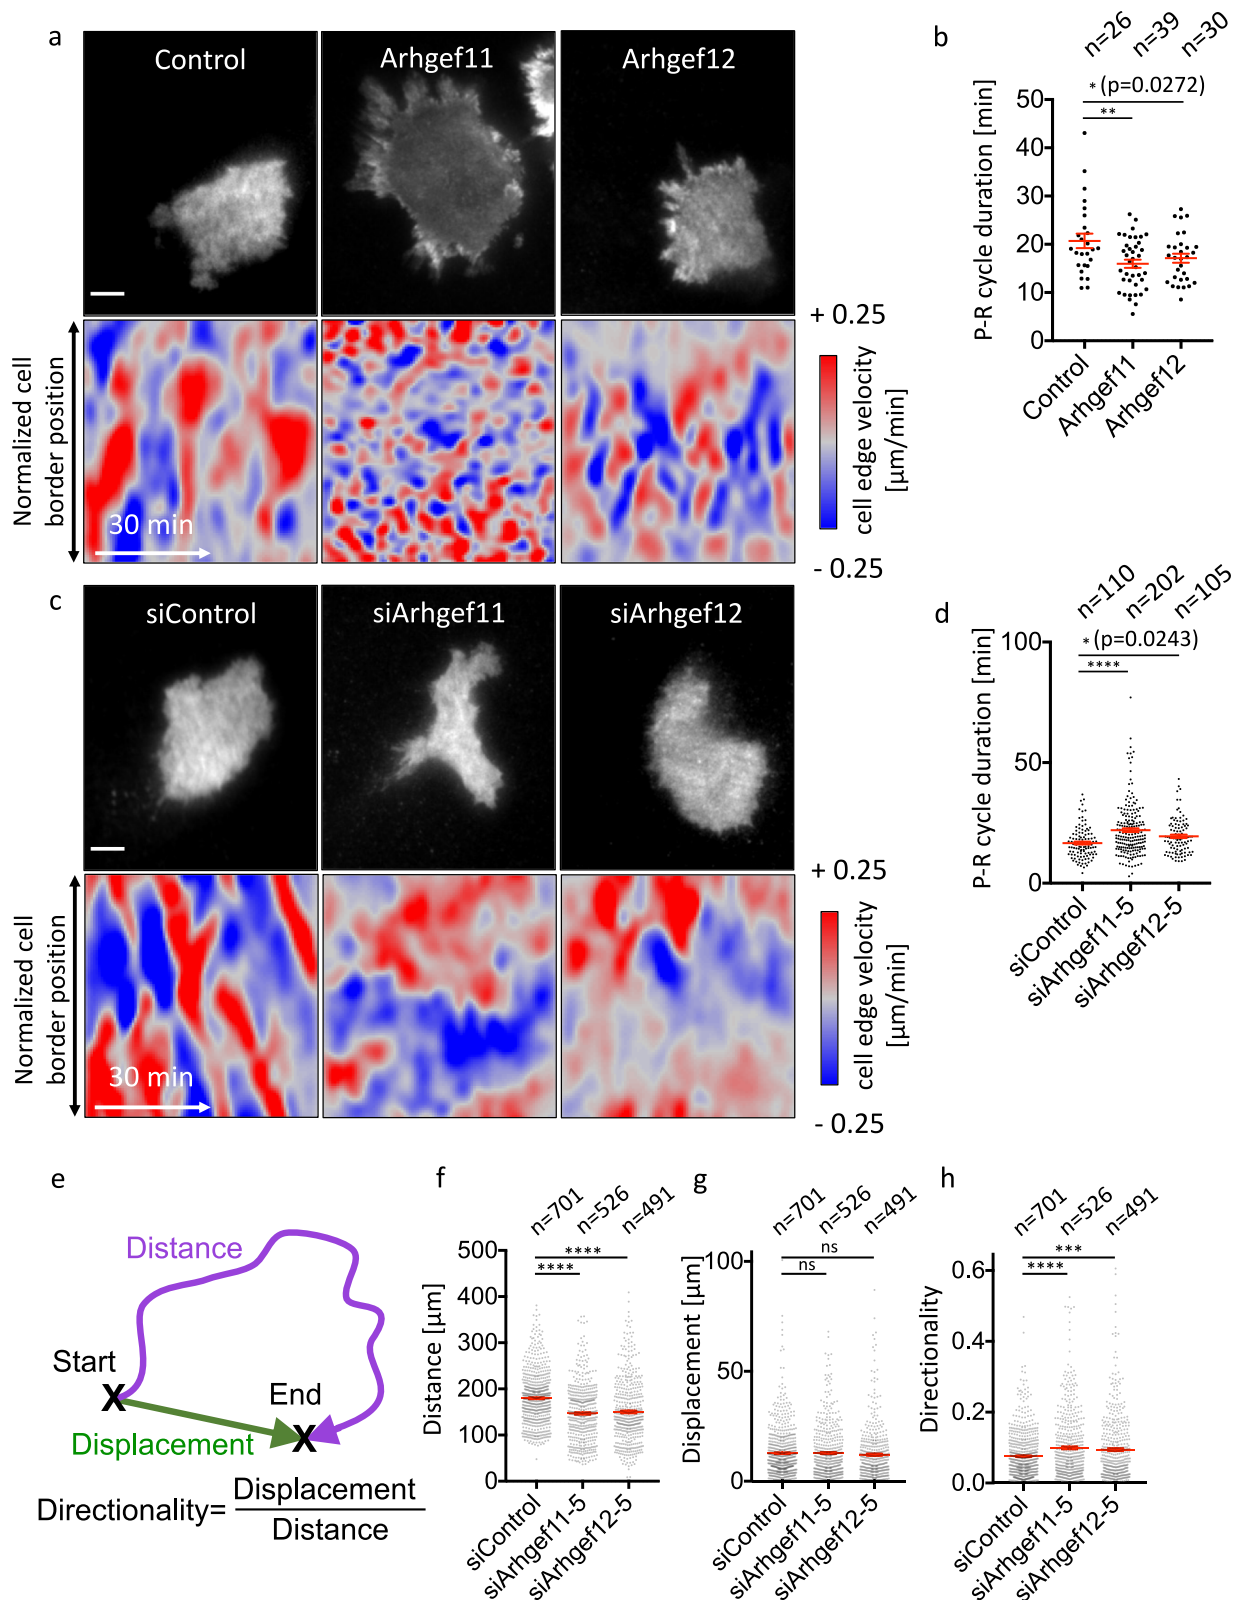 a
Control
Arhgef11
Arhgef12
Normalized cell
border position
30 min
+ 0.25
cell edge velocity
[µm/min]
- 0.25
b
n=26
n=39
n=30
* (p=0.0272)
**
P-R cycle duration [min]
50
40
30
20
10
0
Control
Arhgef11
Arhgef12
c
siControl
siArhgef11
siArhgef12
Normalized cell
border position
30 min
+ 0.25
cell edge velocity
[µm/min]
- 0.25
d
n=110
n=202
n=105
* (p=0.0243)
****
P-R cycle duration [min]
100
50
0
siControl
siArhgef11-5
siArhgef12-5
e
Distance
Start
End
Displacement
Directionality= Displacement
Distance
f
n=701
n=526
n=491
****
****
Distance [µm]
500
400
300
200
100
0
siControl
siArhgef11-5
siArhgef12-5
g
n=701
n=526
n=491
ns
ns
Displacement [µm]
100
50
0
siControl
siArhgef11-5
siArhgef12-5
h
n=701
n=526
n=491
***
****
Directionality
0.6
0.4
0.2
0.0
siControl
siArhgef11-5
siArhgef12-5